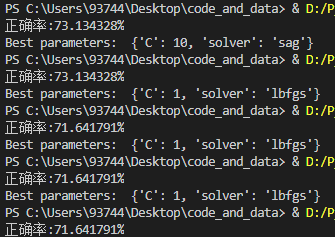 PS C:\Users\93744\Desktop\code_and_data> & D:/P
正确率:73.134328%
Best parameters:  {'C': 10, 'solver': 'sag'}
PS C:\Users\93744\Desktop\code_and_data> & D:/P
正确率:73.134328%
Best parameters:  {'C': 1, 'solver': 'lbfgs'}
PS C:\Users\93744\Desktop\code_and_data> & D:/P
正确率:71.641791%
Best parameters:  {'C': 1, 'solver': 'lbfgs'}
PS C:\Users\93744\Desktop\code_and_data> & D:/P
正确率:71.641791%
Best parameters:  {'C': 1, 'solver': 'lbfgs'}
PS C:\Users\93744\Desktop\code_and_data> & D:/P
正确率:71.641791%